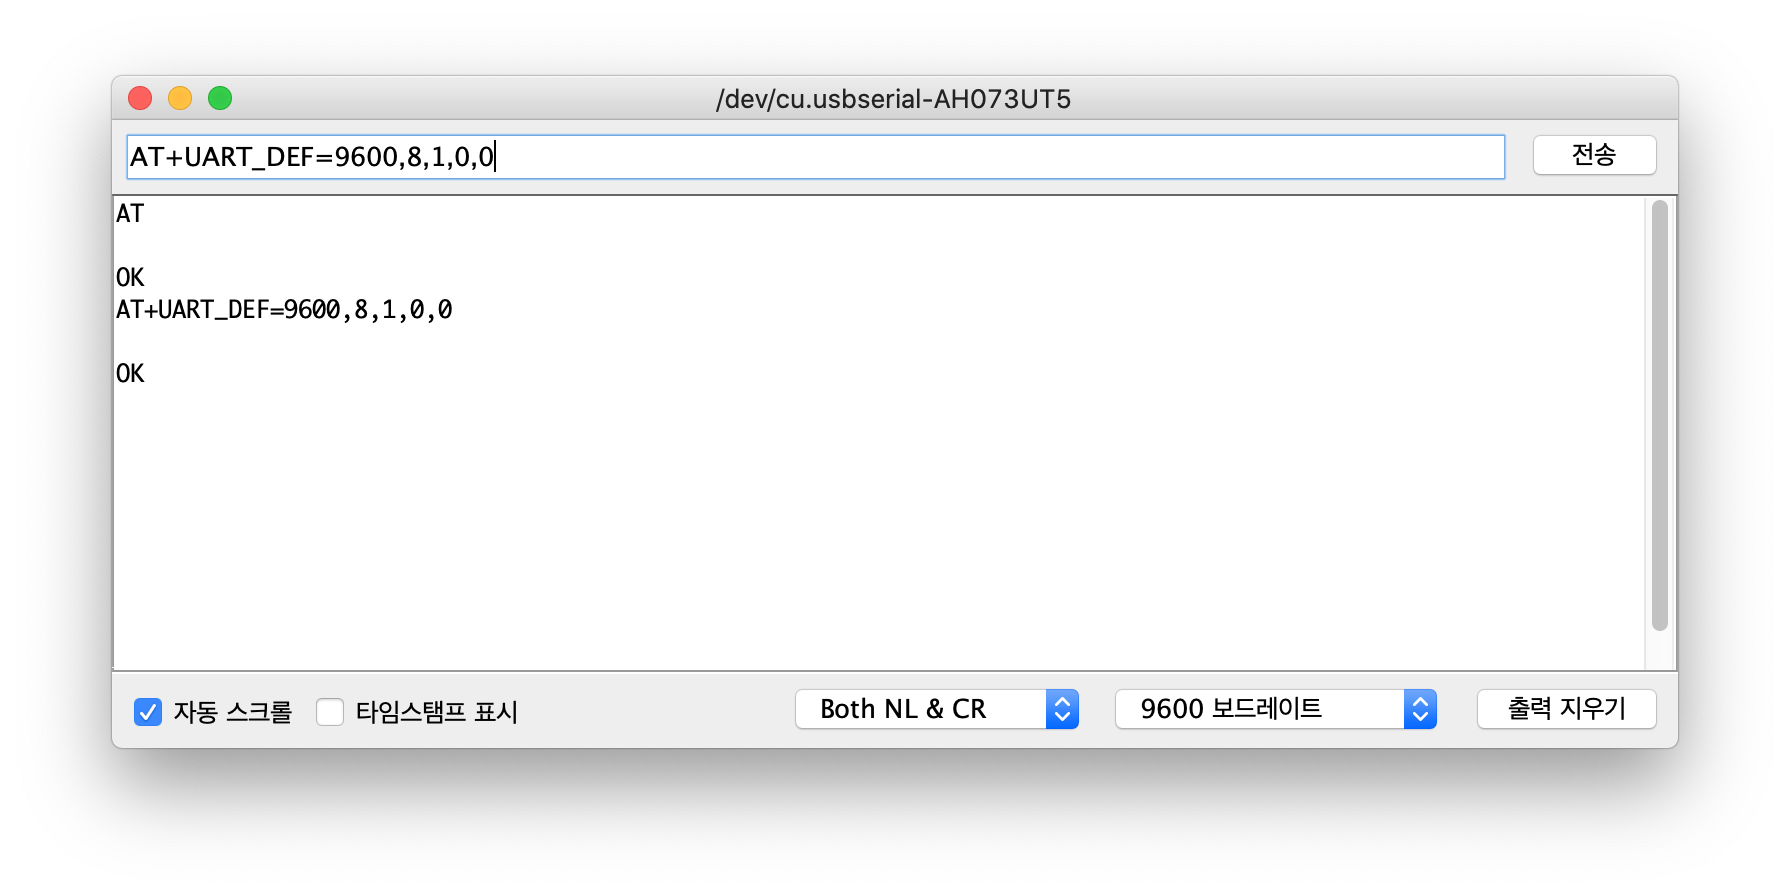 /dev/cu.usbserial-AH073UT5
AT+UART_DEF=9600,8,1,0,0
전송
AT
OK
AT+UART_DEF=9600,8,1,0,0
OK
자동 스크롤
타임스탬프 표시
Both NL & CR
9600 보드레이트
출력 지우기